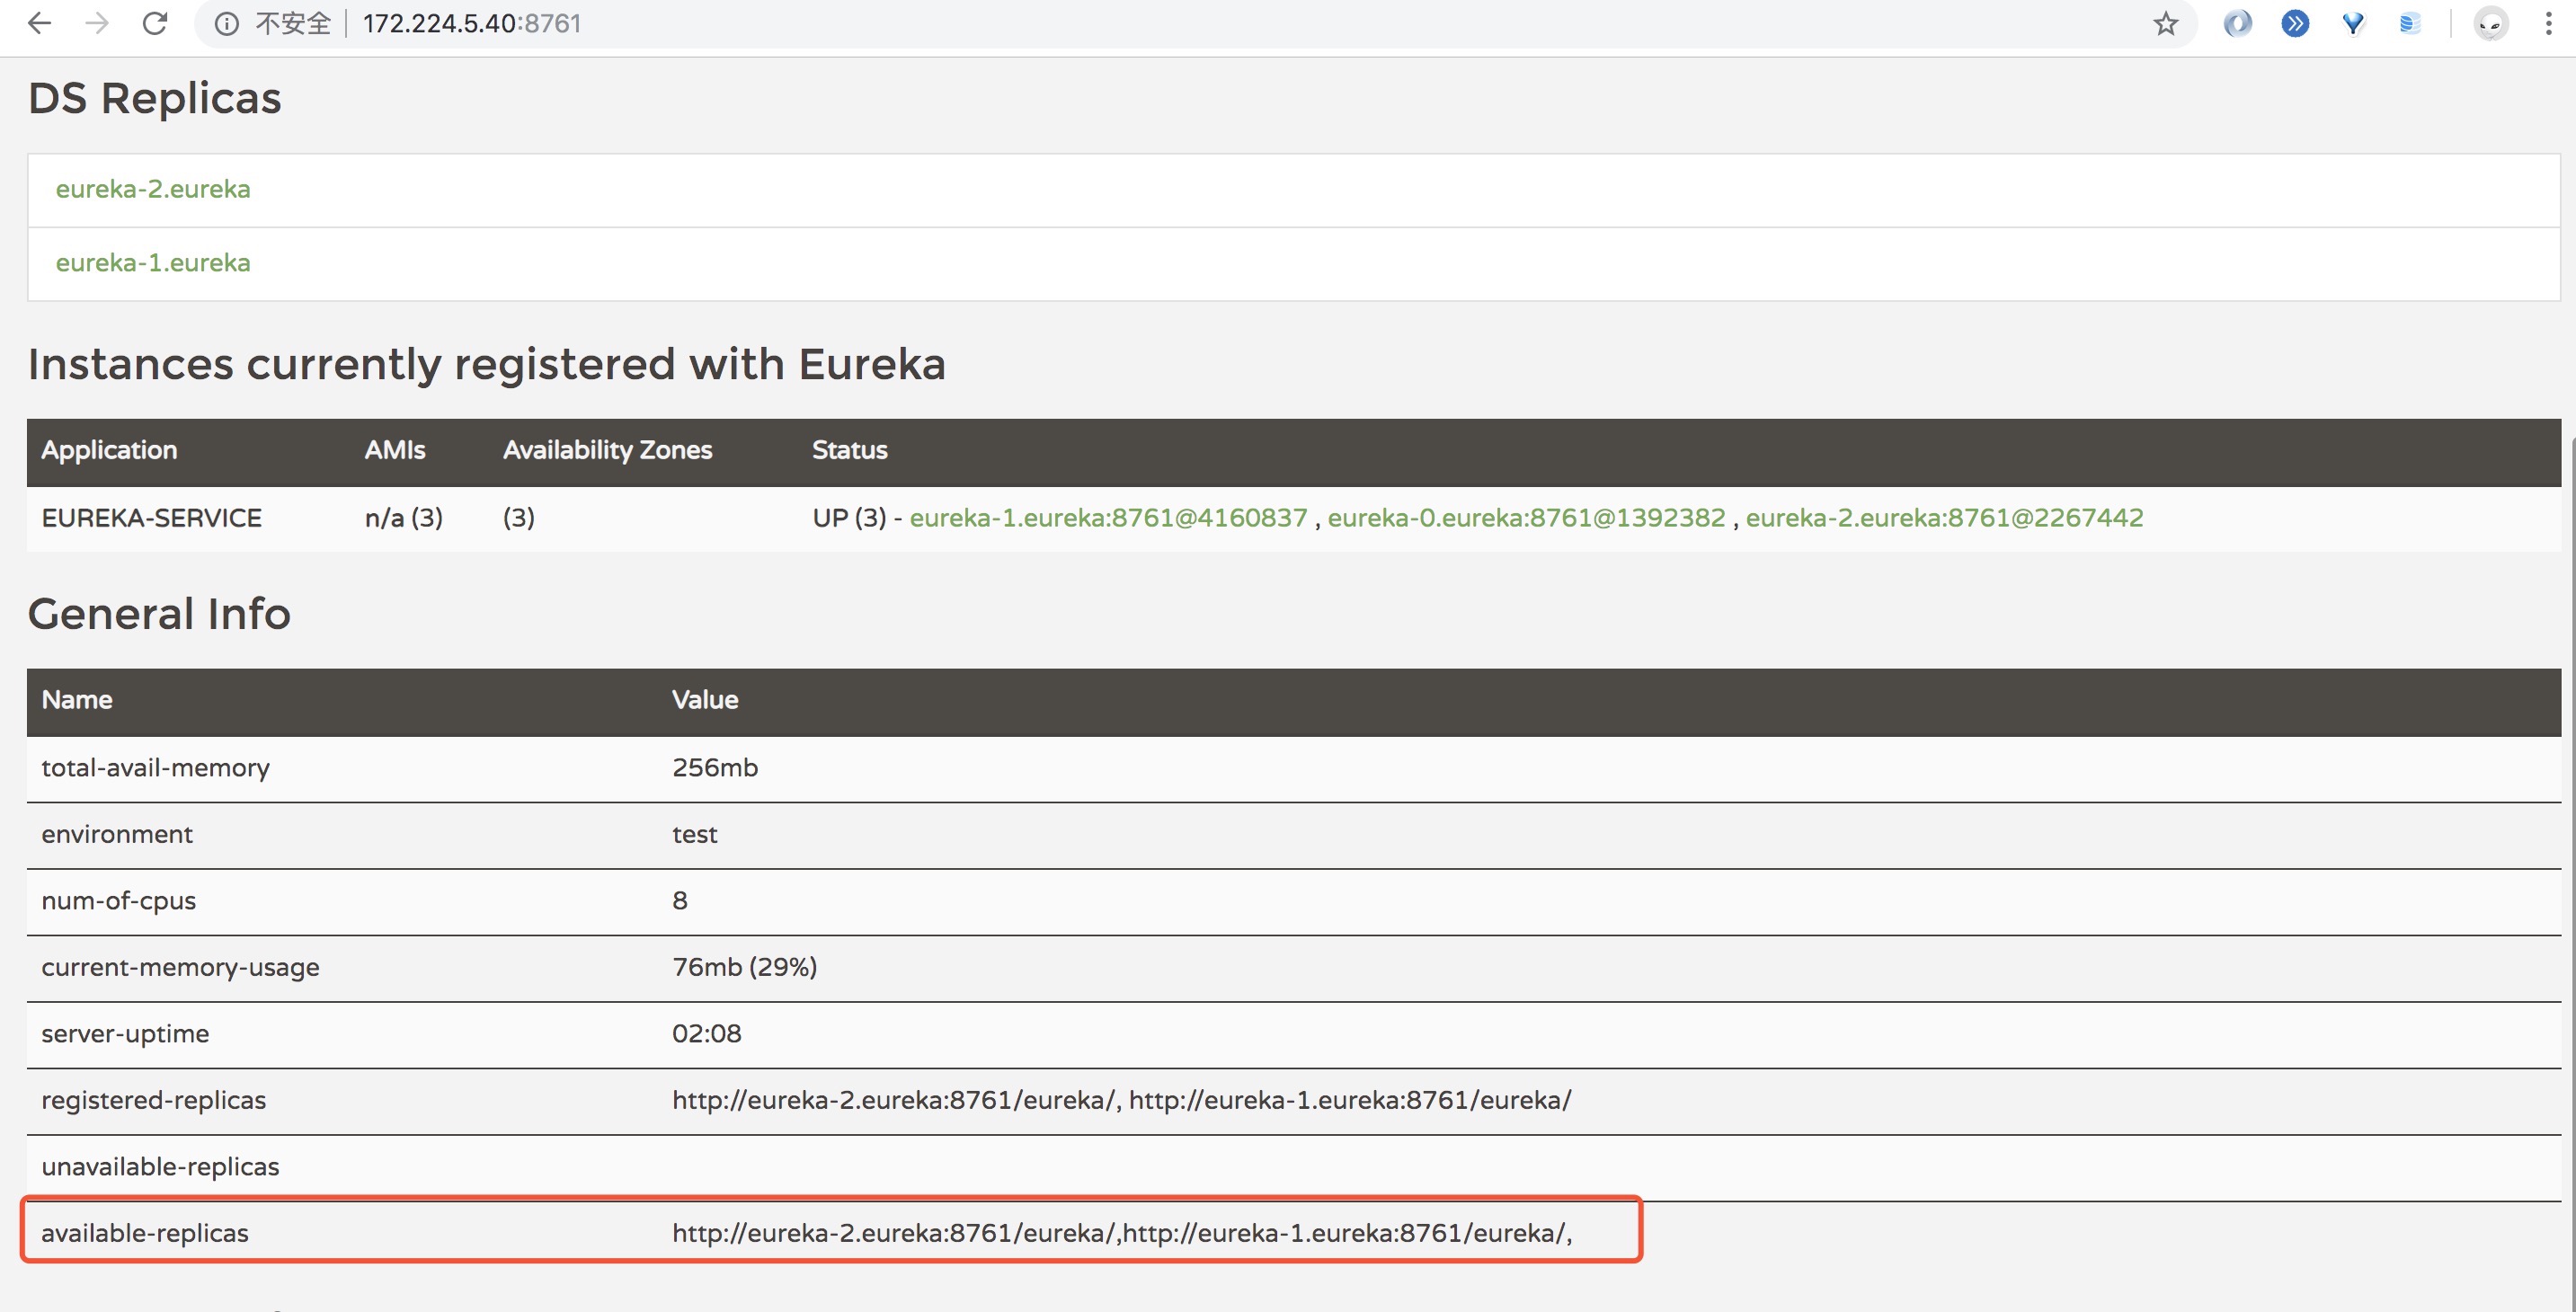 不安全 172.224.5.40:8761
DS Replicas
eureka-2.eureka
eureka-1.eureka
Instances currently registered with Eureka
Application AMIs Availability Zones Status
EUREKA-SERVICE n/a (3) (3) UP (3) - eureka-1.eureka:8761@4160837 , eureka-0.eureka:8761@1392382 , eureka-2.eureka:8761@2267442
General Info
Name Value
total-avail-memory 256mb
environment test
num-of-cpus 8
current-memory-usage 76mb (29%)
server-uptime 02:08
registered-replicas http://eureka-2.eureka:8761/eureka/, http://eureka-1.eureka:8761/eureka/
unavailable-replicas
available-replicas http://eureka-2.eureka:8761/eureka/,http://eureka-1.eureka:8761/eureka/,